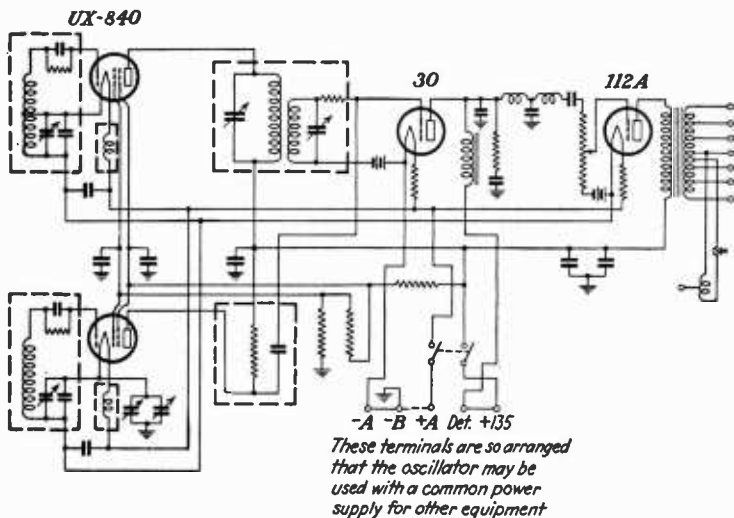 UX-840
30
112A
-A -B +A Det. +135
These terminals are so arranged
that the oscillator may be
used with a common power
supply for other equipment